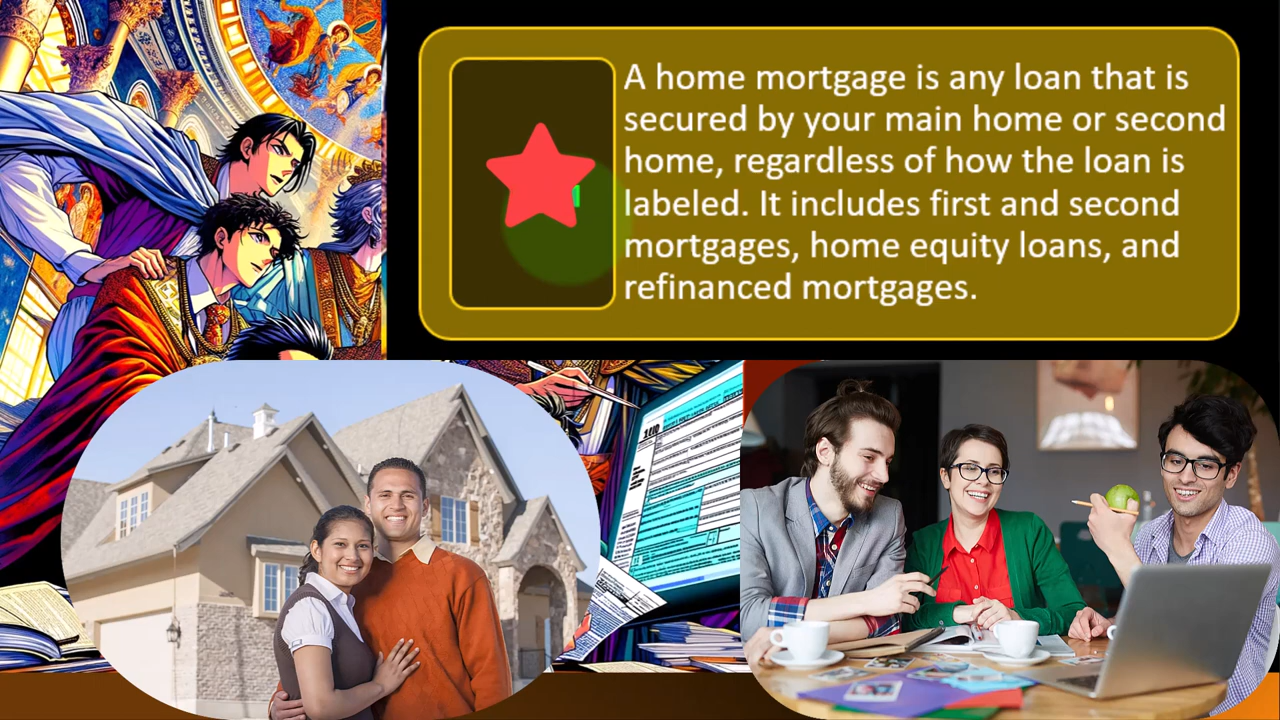 A home mortgage is any loan that is
secured by your main home or second
home, regardless of how the loan is
labeled. It includes first and second
mortgages, home equity loans, and
refinanced mortgages.